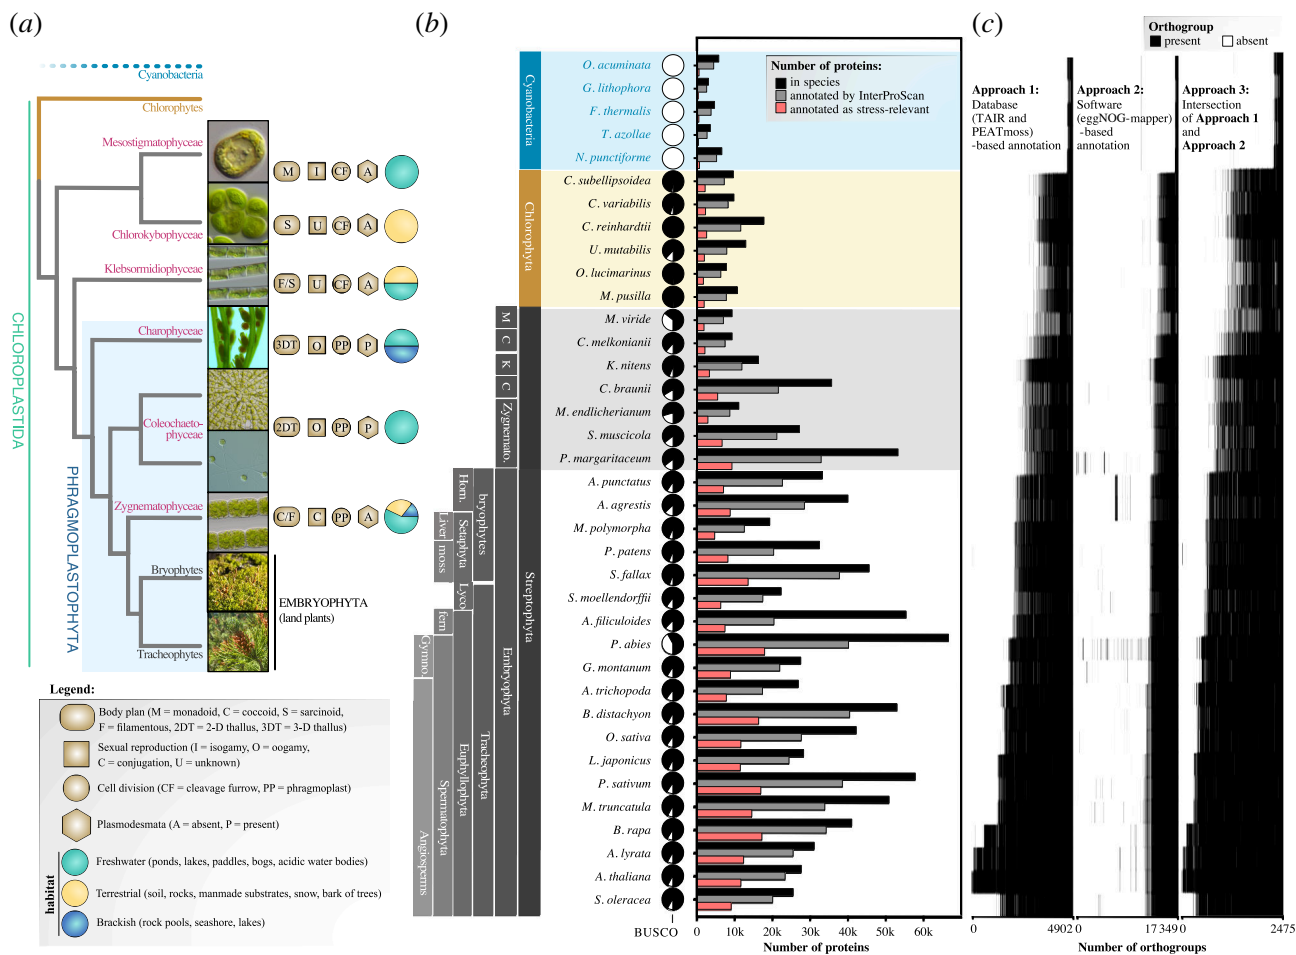 (a)
Cyanobacteria
Chlorophytes
Mesostigmatophyceae
M I CF A
Chlorokybophyceae
S U CF A
Klebsormidiophyceae
F/S U CF A
Charophyceae
3DT O PP P
Coleochaeto-
phyceae
2DT O PP P
Zygnematophyceae
C/F C PP A
Bryophytes
EMBRYOPHYTA
(land plants)
Tracheophytes
CHLOROPLASTIDA
PHRAGMOPLASTOPHYTA
Legend:
Body plan (M = monadoid, C = coccoid, S = sarcinoid,
F = filamentous, 2DT = 2-D thallus, 3DT = 3-D thallus)
Sexual reproduction (I = isogamy, O = oogamy,
C = conjugation, U = unknown)
Cell division (CF = cleavage furrow, PP = phragmoplast)
Plasmodesmata (A = absent, P = present)
habitat
Freshwater (ponds, lakes, paddles, bogs, acidic water bodies)
Terrestrial (soil, rocks, manmade substrates, snow, bark of trees)
Brackish (rock pools, seashore, lakes)
(b)
Cyanobacteria
Chlorophyta
Streptophyta
M
C
K
C
Zygnemato.
Embryophyta
bryophytes
Horn.
Setaphyta
Liver
moss
Tracheophyta
Lyco
Euphyllophyta
fern
Spermatophyta
Gymno.
Angiosperms
O. acuminata
G. lithophora
F. thermalis
T. azollae
N. punctiforme
C. subellipsoidea
C. variabilis
C. reinhardtii
U. mutabilis
O. lucimarinus
M. pusilla
M. viride
C. melkonianii
K. nitens
C. braunii
M. endlicherianum
S. muscicola
P. margaritaceum
A. punctatus
A. agrestis
M. polymorpha
P. patens
S. fallax
S. moellendorffii
A. filiculoides
P. abies
G. montanum
A. trichopoda
B. distachyon
O. sativa
L. japonicus
P. sativum
M. truncatula
B. rapa
A. lyrata
A. thaliana
S. oleracea
BUSCO
Number of proteins:
in species
annotated by InterProScan
annotated as stress-relevant
0 10k 20k 30k 40k 50k 60k
Number of proteins
(c)
Orthogroup
present absent
Approach 1:
Database
(TAIR and
PEATmoss)
-based annotation
Approach 2:
Software
(eggNOG-mapper)
-based
annotation
Approach 3:
Intersection
of Approach 1
and
Approach 2
0 4902 0 17 349 0 2475
Number of orthogroups